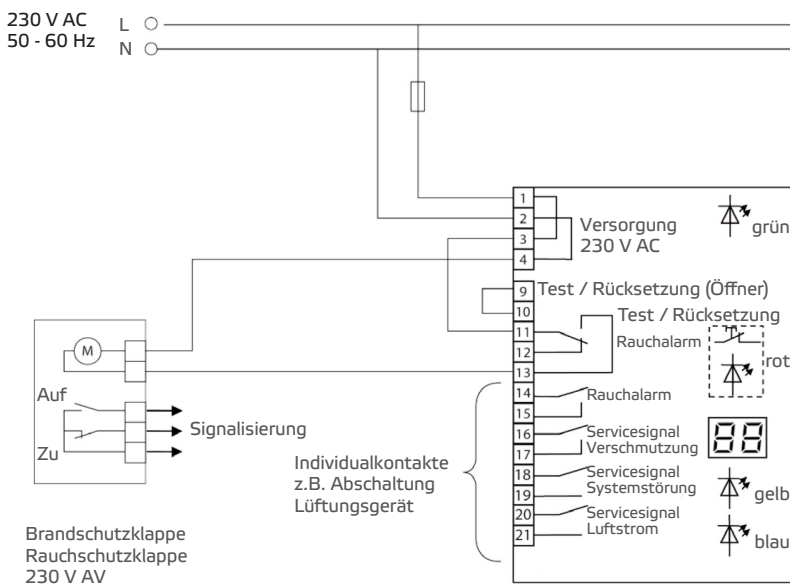 230 V AC
50 - 60 Hz
L
N
1
2
3
4
Versorgung
230 V AC
grün
9
10
11
12
13
14
15
16
17
18
19
20
21
Test / Rücksetzung (Öffner)
Test / Rücksetzung
Rauchalarm
rot
Rauchalarm
Servicesignal
Verschmutzung
88
Servicesignal
Systemstörung
gelb
Servicesignal
Luftstrom
blau
M
Auf
Zu
Signalisierung
Individualkontakte
z.B. Abschaltung
Lüftungsgerät
Brandschutzklappe
Rauchschutzklappe
230 V AV